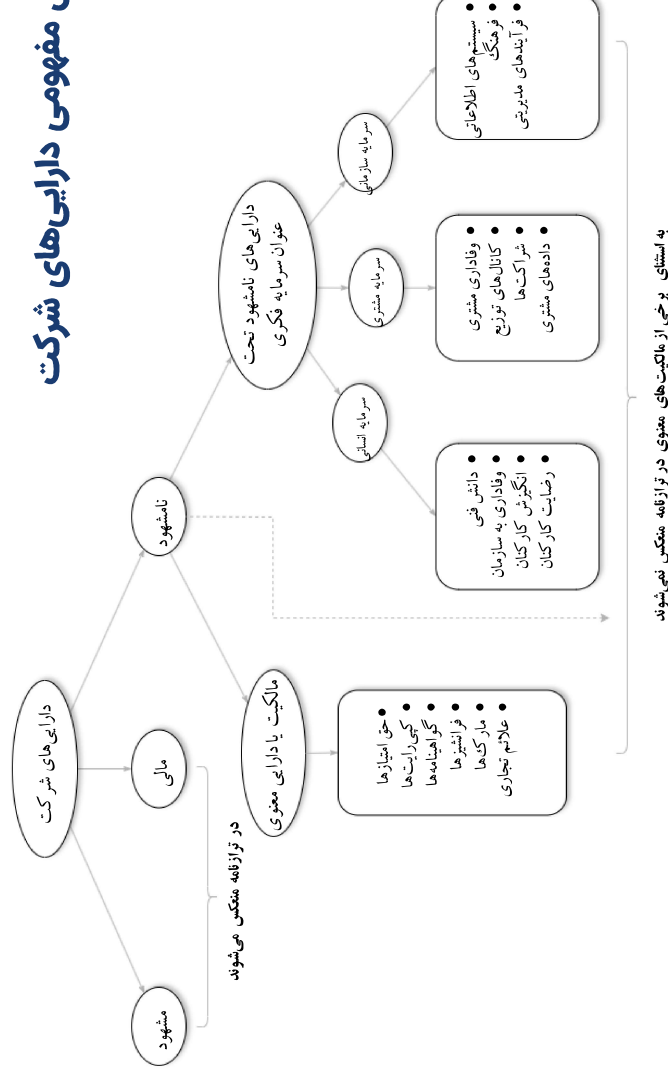 مفهومی دارایی‌های شرکت
دارایی‌های شرکت
مشهود
مالی
نامشهود
در ترازنامه منعکس می‌شوند
مالکیت یا دارایی معنوی
دارایی‌های نامشهود تحت
عنوان سرمایه فکری
سرمایه انسانی
سرمایه مشتری
سرمایه سازمانی
● حق امتیازها
● کپی‌رایت‌ها
● گواهینامه‌ها
● فرانشیزها
● مارک‌ها
● علائم تجاری
● دانش فنی
● وفاداری به سازمان
● انگیزش کارکنان
● رضایت کارکنان
● وفاداری مشتری
● کانال‌های توزیع
● شراکت‌ها
● داده‌های مشتری
● سیستم‌های اطلاعاتی
● فرهنگ
● فرآیندهای مدیریتی
به استثنای برخی از مالکیت‌های معنوی در ترازنامه منعکس نمی‌شوند